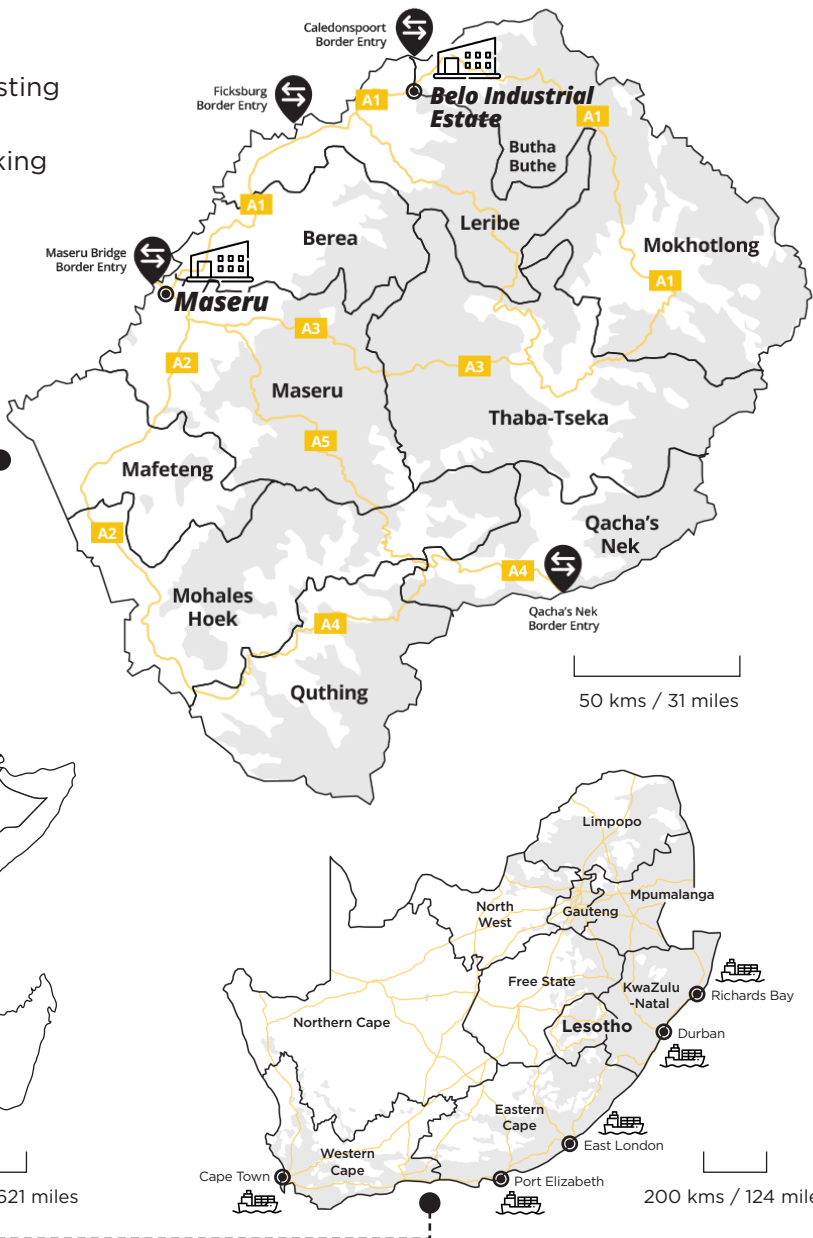 sting
king
Caledonspoort
Border Entry
Ficksburg
Border Entry
A1
Belo Industrial
Estate
A1
Butha
Buthe
A1
Leribe
Berea
Mokhotlong
Maseru Bridge
Border Entry
A1
Maseru
A3
A2
A3
Maseru
Thaba-Tseka
A5
Mafeteng
Qacha's
Nek
A2
A4
Mohales
Hoek
Qacha's Nek
Border Entry
A4
Quthing
50 kms / 31 miles
Limpopo
Mpumalanga
North
West
Gauteng
Free State
KwaZulu
-Natal
Richards Bay
Northern Cape
Lesotho
Durban
Eastern
Cape
East London
Western
Cape
Cape Town
Port Elizabeth
621 miles
200 kms / 124 mile